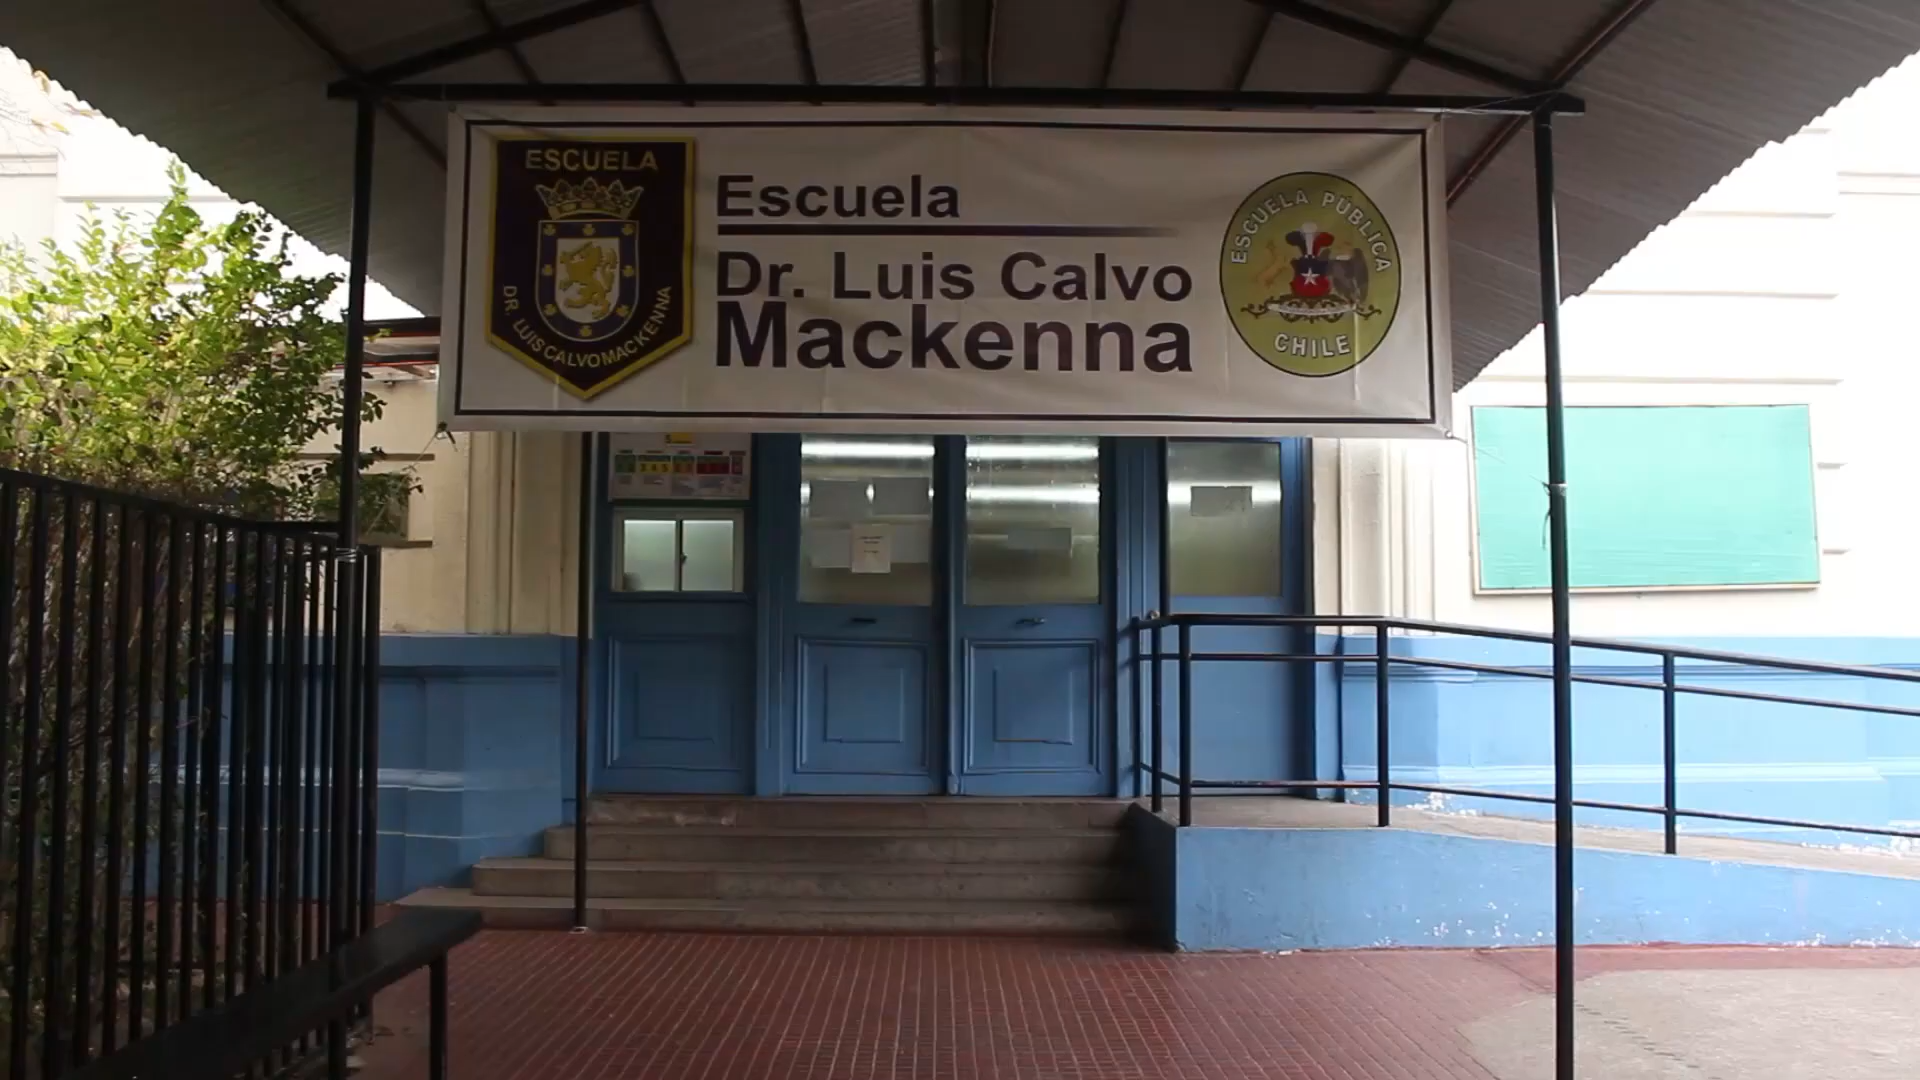 ESCUELA
DR. LUIS CALVO MACKENNA
Escuela
Dr. Luis Calvo
Mackenna
ESCUELA PÚBLICA
CHILE